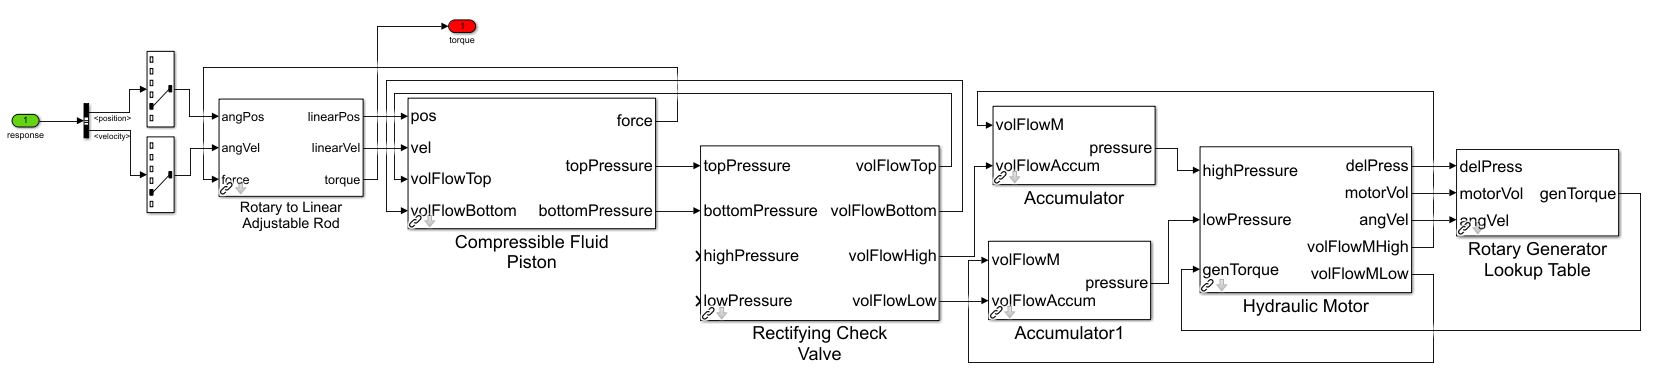 1
response
<position>
<velocity>
angPos
angVel
force
linearPos
linearVel
torque
Rotary to Linear
Adjustable Rod
1
torque
pos
vel
volFlowTop
volFlowBottom
force
topPressure
bottomPressure
Compressible Fluid
Piston
topPressure
bottomPressure
highPressure
lowPressure
volFlowTop
volFlowBottom
volFlowHigh
volFlowLow
Rectifying Check
Valve
volFlowM
volFlowAccum
pressure
Accumulator
volFlowM
volFlowAccum
pressure
Accumulator1
highPressure
lowPressure
genTorque
delPress
motorVol
angVel
volFlowMHigh
volFlowMLow
Hydraulic Motor
delPress
motorVol
angVel
genTorque
Rotary Generator
Lookup Table